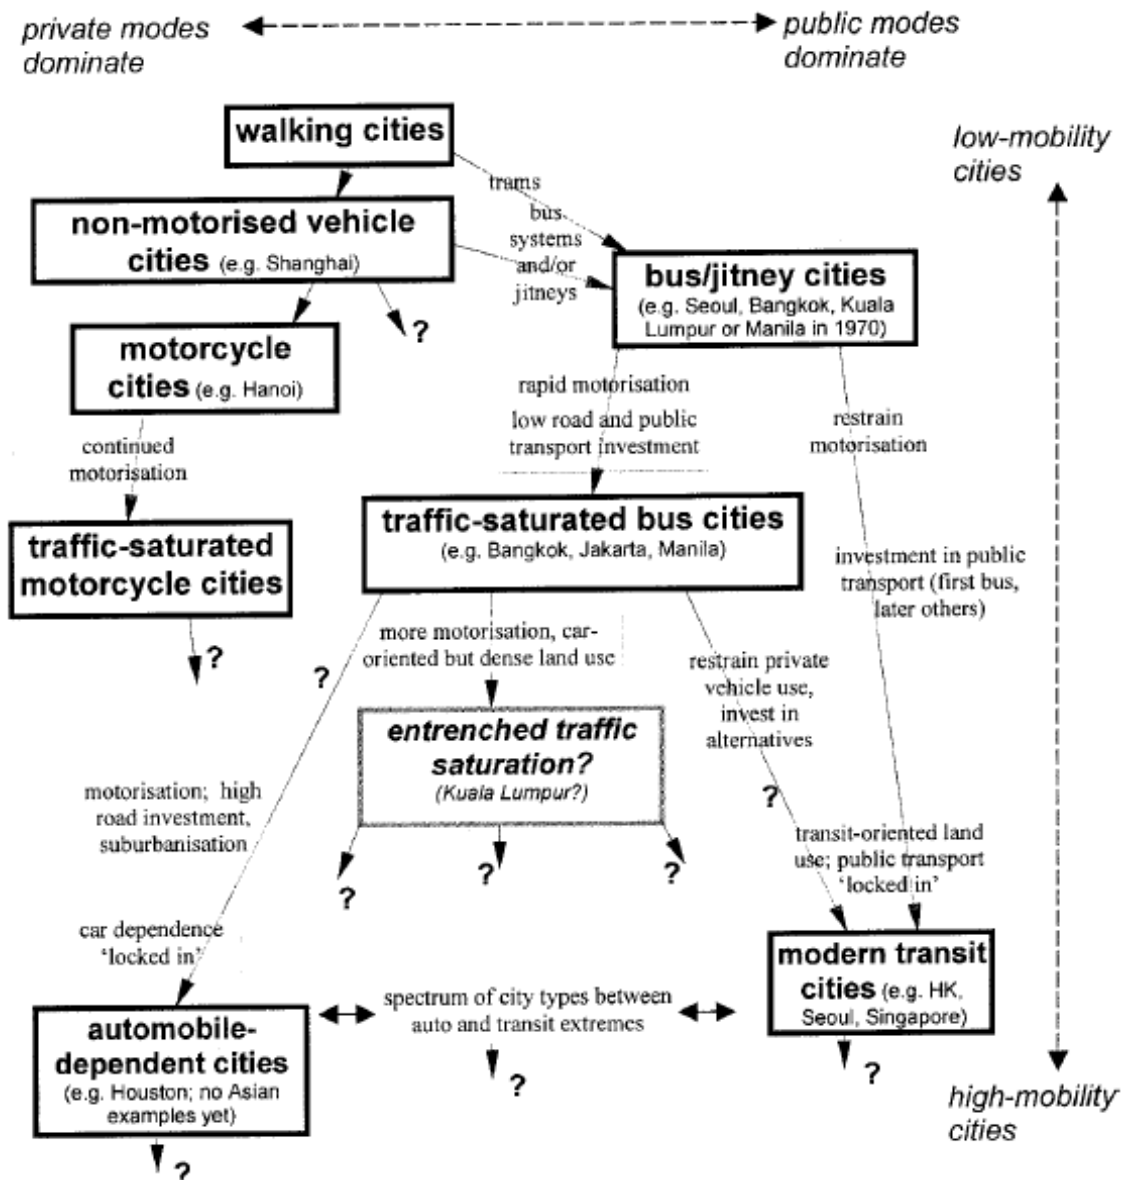 private modes
dominate
public modes
dominate
walking cities
low-mobility
cities
trams
non-motorised vehicle
cities (e.g. Shanghai)
bus
systems
and/or
jitneys
bus/jitney cities
(e.g. Seoul, Bangkok, Kuala
Lumpur or Manila in 1970)
?
motorcycle
cities (e.g. Hanoi)
rapid motorisation
low road and public
transport investment
restrain
motorisation
continued
motorisation
traffic-saturated bus cities
(e.g. Bangkok, Jakarta, Manila)
traffic-saturated
motorcycle cities
investment in public
transport (first bus,
later others)
?
?
more motorisation, car-
oriented but dense land use
restrain private
vehicle use,
invest in
alternatives
entrenched traffic
saturation?
(Kuala Lumpur?)
?
motorisation; high
road investment,
suburbanisation
transit-oriented land
use; public transport
'locked in'
?
?
?
car dependence
'locked in'
modern transit
cities (e.g. HK,
Seoul, Singapore)
spectrum of city types between
auto and transit extremes
automobile-
dependent cities
(e.g. Houston; no Asian
examples yet)
?
?
high-mobility
cities
?